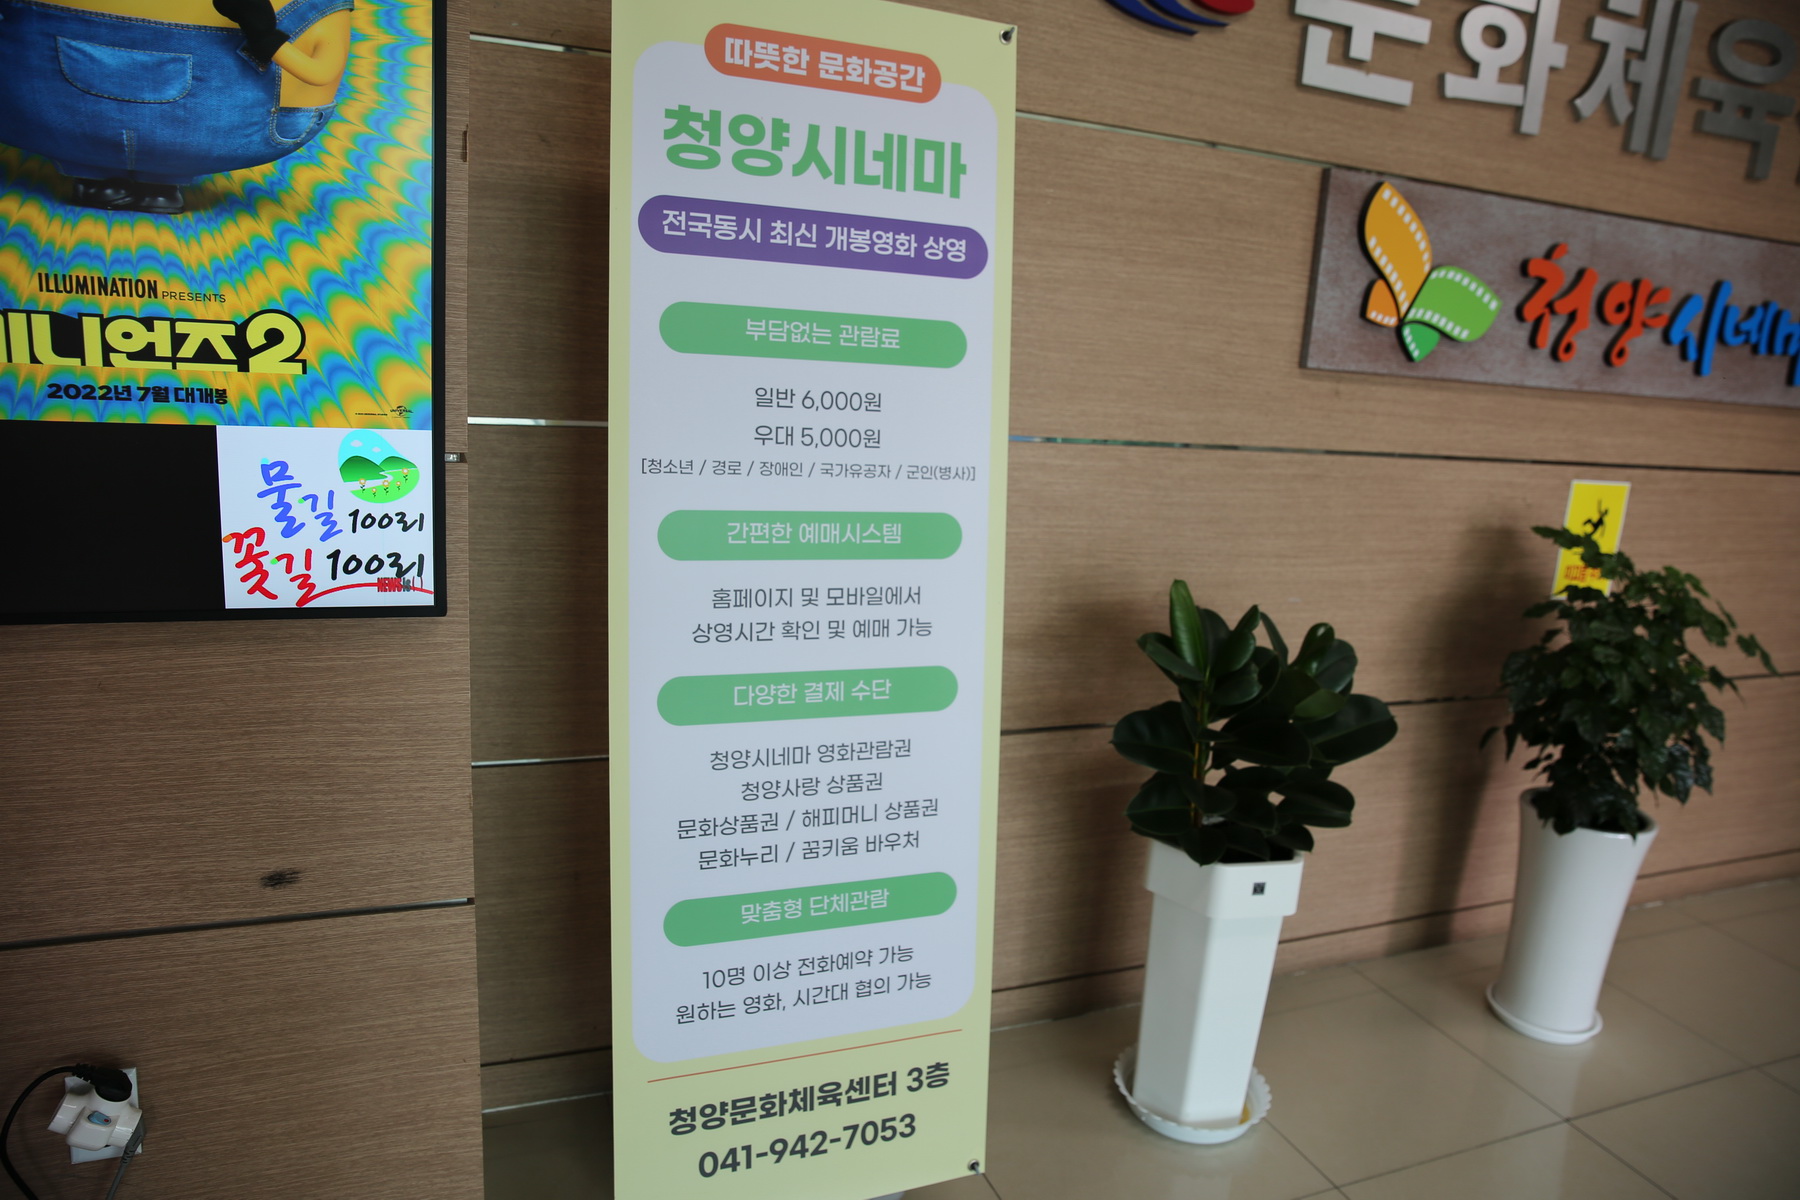 ILLUMINATION PRESENTS
미니언즈2
2022년 7월 대개봉
물길 100리
꽃길 100리
따뜻한 문화공간
청양시네마
전국동시 최신 개봉영화 상영
부담없는 관람료
일반 6,000원
우대 5,000원
[청소년 / 경로 / 장애인 / 국가유공자 / 군인(병사)]
간편한 예매시스템
홈페이지 및 모바일에서
상영시간 확인 및 예매 가능
다양한 결제 수단
청양시네마 영화관람권
청양사랑 상품권
문화상품권 / 해피머니 상품권
문화누리 / 꿈키움 바우처
맞춤형 단체관람
10명 이상 전화예약 가능
원하는 영화, 시간대 협의 가능
청양문화체육센터 3층
041-942-7053
문화체육
청양시네마